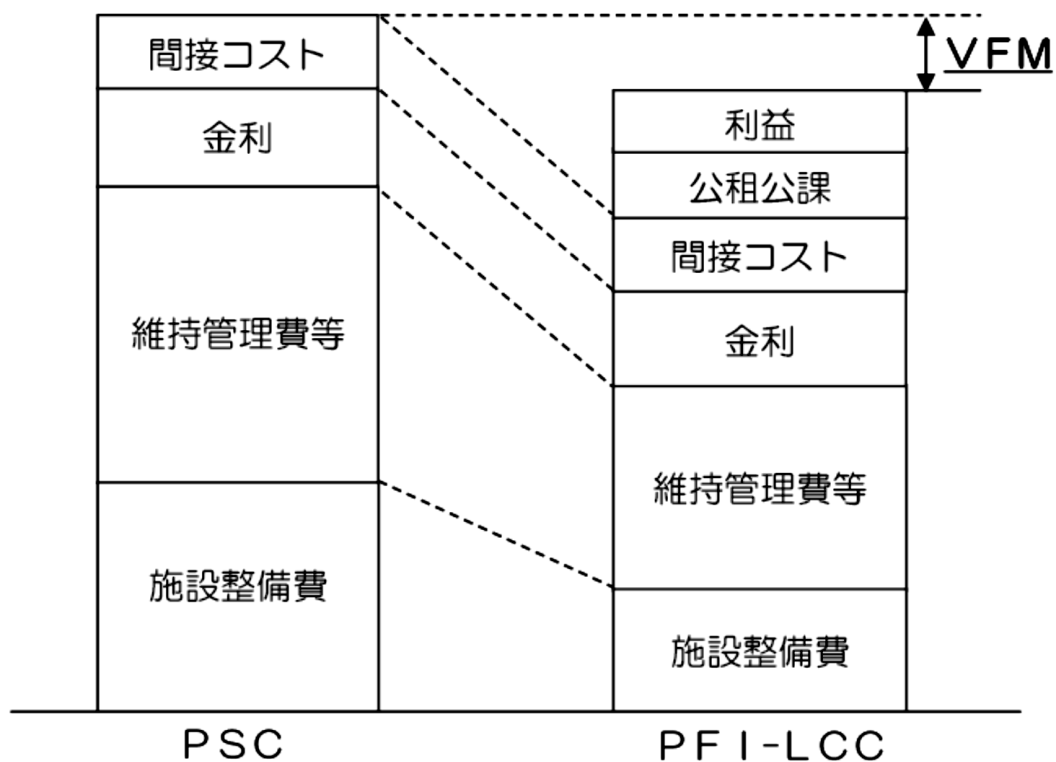 VFM
間接コスト
金利
維持管理費等
施設整備費
PSC
利益
公租公課
間接コスト
金利
維持管理費等
施設整備費
PFI-LCC